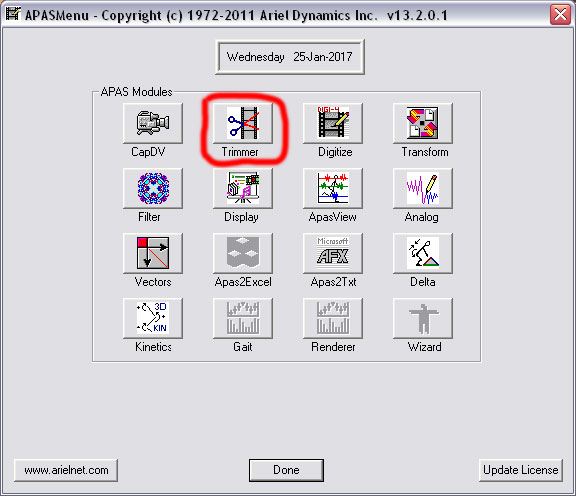 APASMenu - Copyright (c) 1972-2011 Ariel Dynamics Inc. v13.2.0.1
Wednesday 25-Jan-2017
APAS Modules
DIGI-4
CapDV Trimmer Digitize Transform
Filter Display ApasView Analog
Microsoft
AFX
Vectors Apas2Excel Apas2Txt Delta
3D
KIN
Kinetics Gait Renderer Wizard
www.arielnet.com Done Update License